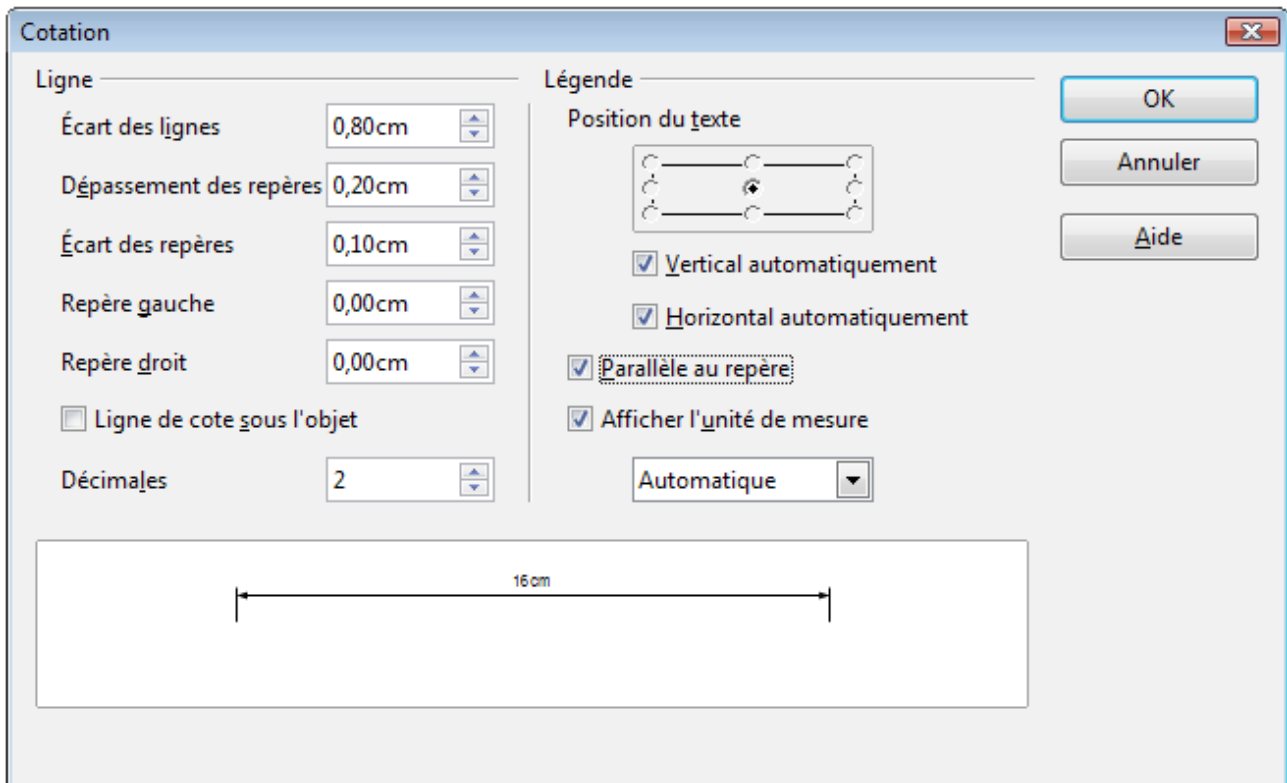 Cotation
Ligne
Écart des lignes 0,80cm
Dépassement des repères 0,20cm
Écart des repères 0,10cm
Repère gauche 0,00cm
Repère droit 0,00cm
Ligne de cote sous l'objet
Décimales 2
Légende
Position du texte
Vertical automatiquement
Horizontal automatiquement
Parallèle au repère
Afficher l'unité de mesure
Automatique
OK
Annuler
Aide
16cm